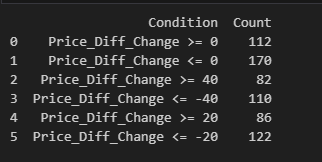 Condition Count
0 Price_Diff_Change >= 0 112
1 Price_Diff_Change <= 0 170
2 Price_Diff_Change >= 40 82
3 Price_Diff_Change <= -40 110
4 Price_Diff_Change >= 20 86
5 Price_Diff_Change <= -20 122